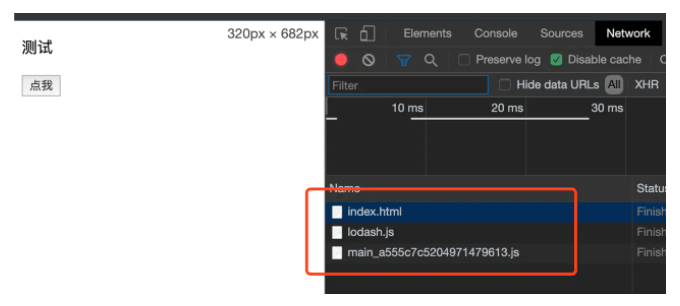 测试
点我
320px × 682px
Elements Console Sources Network
Preserve log Disable cache
Filter Hide data URLs All XHR
10 ms 20 ms 30 ms
Name Status
index.html Finish
lodash.js Finish
main_a555c7c5204971479613.js Finish